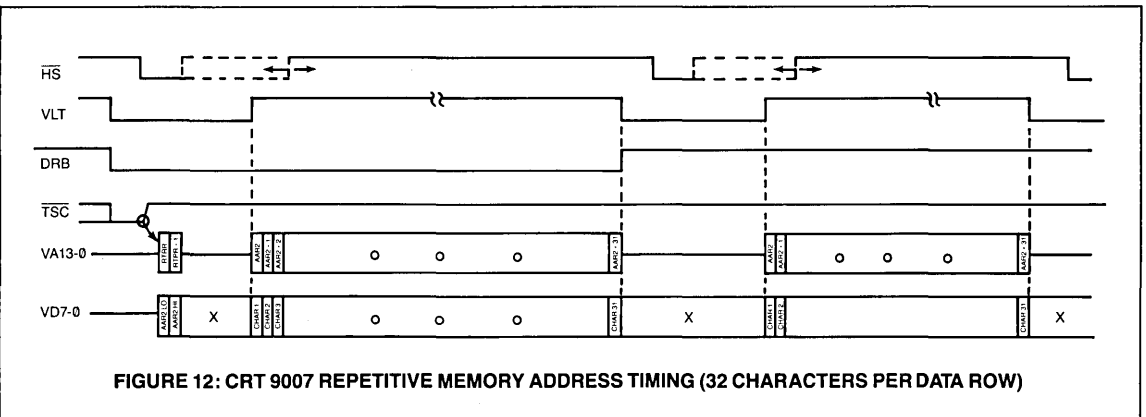 HS
VLT
DRB
TSC
VA13-0 RTRR RTPR - 1 AAR2 AAR2 - 1 AAR2 - 2 AAR2 - 31 AAR2 AAR2 - 1 AAR2 - 31
VD7-0 AAR2 LO AAR2 HI X CHAR 1 CHAR 2 CHAR 3 CHAR 31 X CHAR 1 CHAR 2 CHAR 31 X
FIGURE 12: CRT 9007 REPETITIVE MEMORY ADDRESS TIMING (32 CHARACTERS PER DATA ROW)